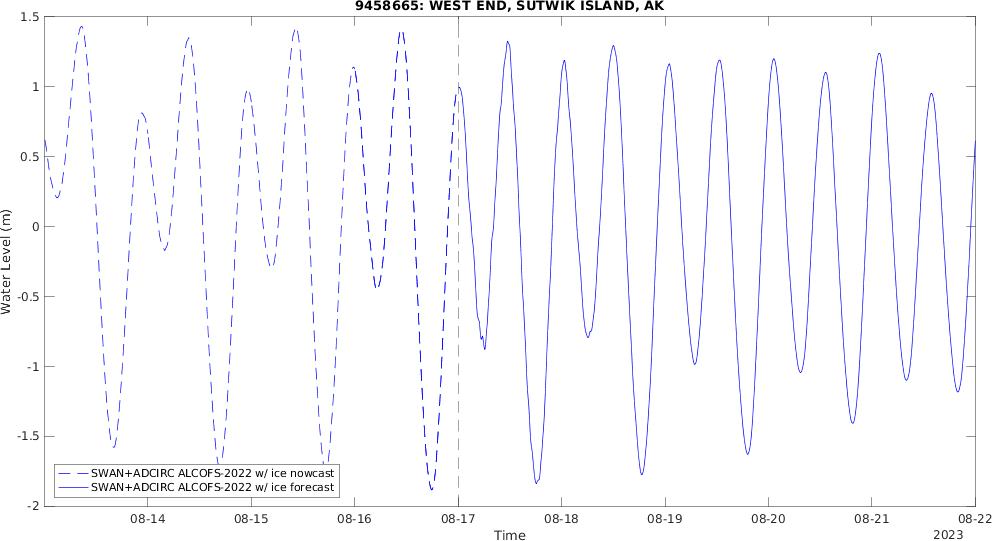 9458665: WEST END, SUTWIK ISLAND, AK
Water Level (m)
1.5
1
0.5
0
-0.5
-1
-1.5
-2
SWAN+ADCIRC ALCOFS-2022 w/ ice nowcast
SWAN+ADCIRC ALCOFS-2022 w/ ice forecast
08-14 08-15 08-16 08-17 08-18 08-19 08-20 08-21 08-22
Time
2023